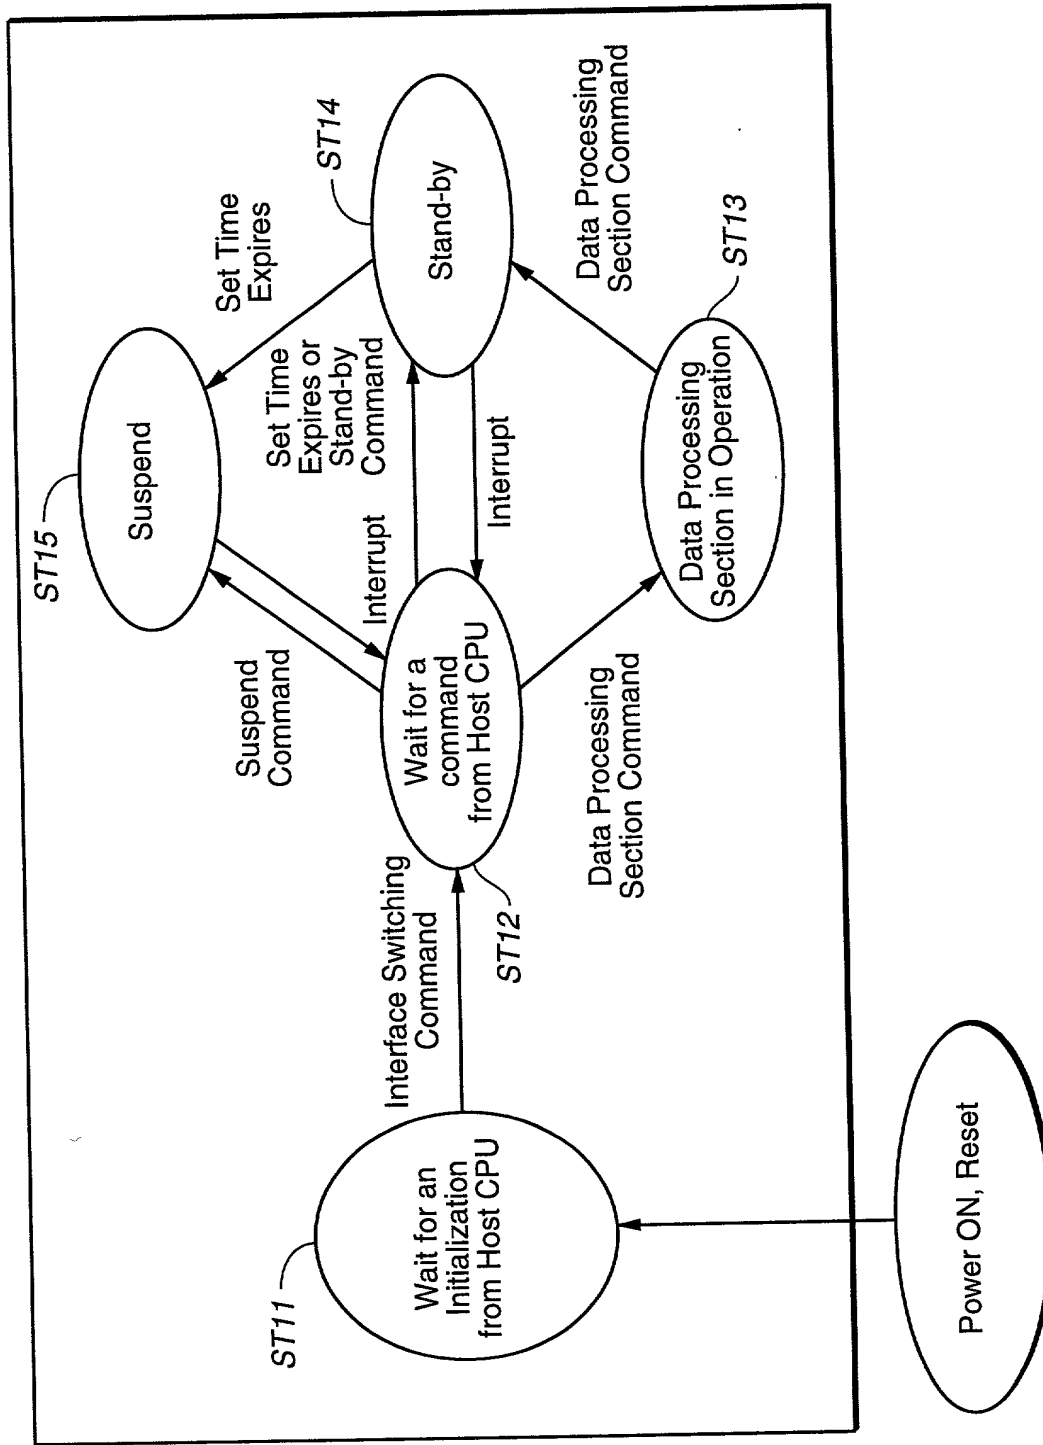 ST15
Suspend
Set Time
Expires
ST14
Stand-by
Suspend
Command
Interrupt
Set Time
Expires or
Stand-by
Command
ST11
Wait for an
Initialization
from Host CPU
Interface Switching
Command
Wait for a
command
from Host CPU
ST12
Interrupt
Data Processing
Section Command
Data Processing
Section in Operation
ST13
Data Processing
Section Command
Power ON, Reset